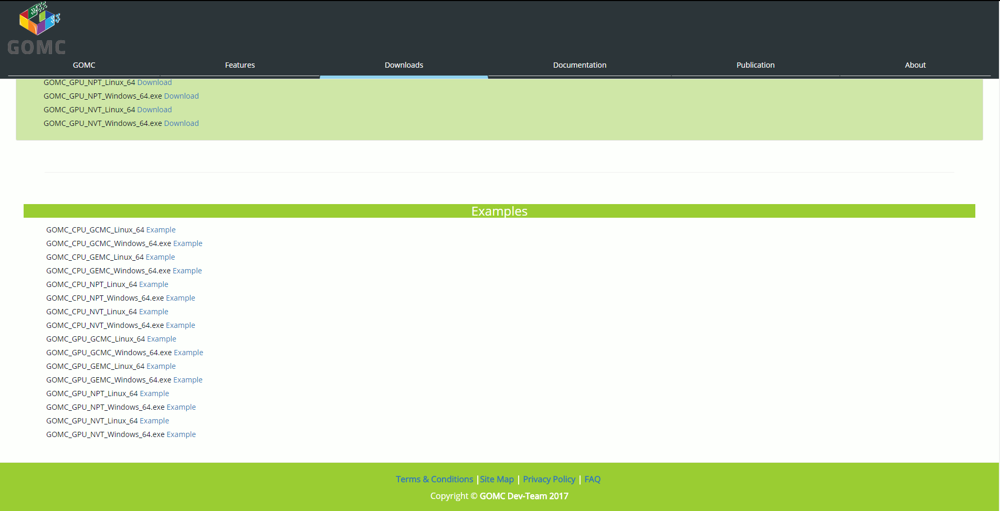 GOMC
GOMC Features Downloads Documentation Publication About
GOMC_GPU_NPT_Linux_64 Download
GOMC_GPU_NPT_Windows_64.exe Download
GOMC_GPU_NVT_Linux_64 Download
GOMC_GPU_NVT_Windows_64.exe Download
Examples
GOMC_CPU_GCMC_Linux_64 Example
GOMC_CPU_GCMC_Windows_64.exe Example
GOMC_CPU_GEMC_Linux_64 Example
GOMC_CPU_GEMC_Windows_64.exe Example
GOMC_CPU_NPT_Linux_64 Example
GOMC_CPU_NPT_Windows_64.exe Example
GOMC_CPU_NVT_Linux_64 Example
GOMC_CPU_NVT_Windows_64.exe Example
GOMC_GPU_GCMC_Linux_64 Example
GOMC_GPU_GCMC_Windows_64.exe Example
GOMC_GPU_GEMC_Linux_64 Example
GOMC_GPU_GEMC_Windows_64.exe Example
GOMC_GPU_NPT_Linux_64 Example
GOMC_GPU_NPT_Windows_64.exe Example
GOMC_GPU_NVT_Linux_64 Example
GOMC_GPU_NVT_Windows_64.exe Example
Terms & Conditions |Site Map | Privacy Policy | FAQ
Copyright © GOMC Dev-Team 2017